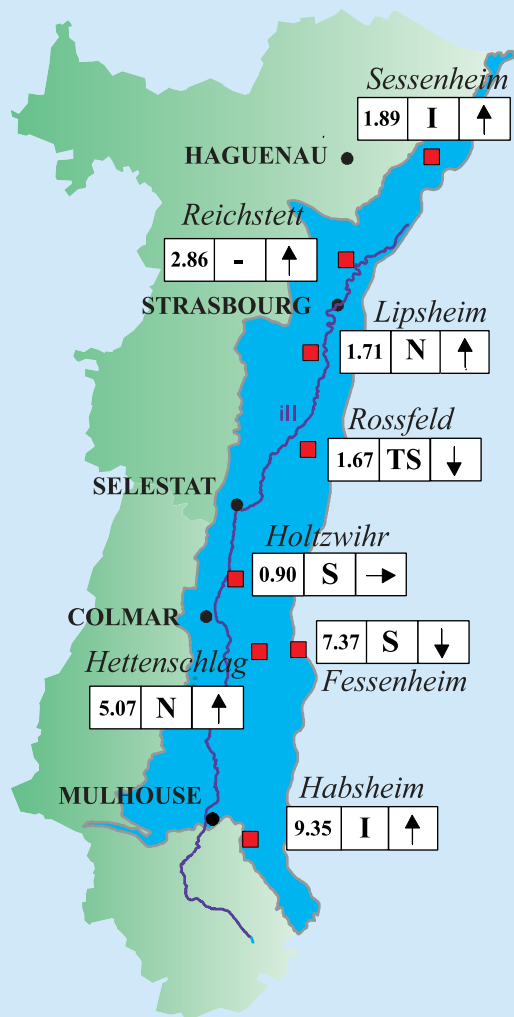 Sessenheim
1.89 I ↑
HAGUENAU
Reichstett
2.86 - ↑
STRASBOURG
Lipsheim
1.71 N ↑
ill
Rossfeld
1.67 TS ↓
SELESTAT
Holtzwihr
0.90 S →
COLMAR
7.37 S ↓
Hettenschlag
Fessenheim
5.07 N ↑
Habsheim
MULHOUSE
9.35 I ↑